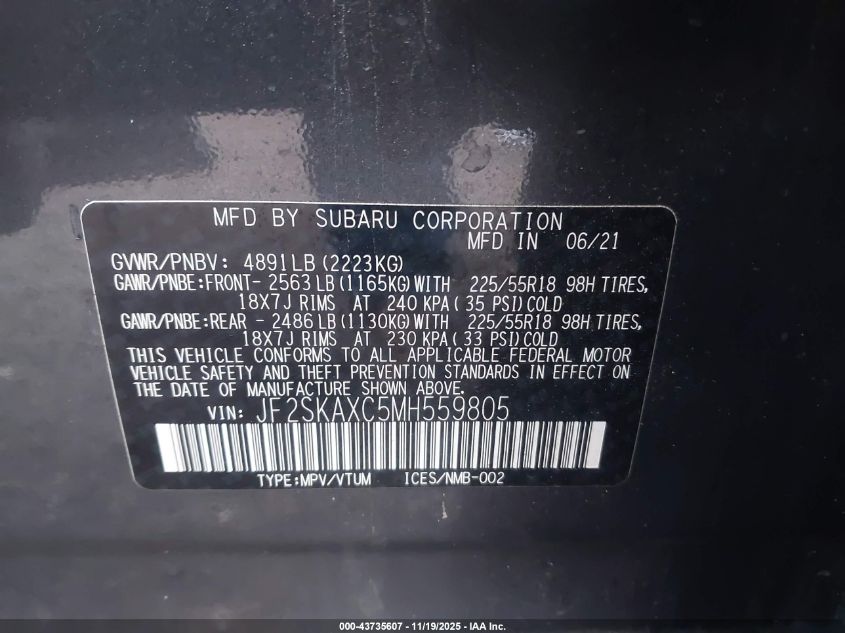 MFD BY SUBARU CORPORATION
MFD IN 06/21
GVWR/PNBV: 4891LB(2223KG)
GAWR/PNBE:FRONT- 2563LB(1165KG)WITH 225/55R18 98H TIRES,
18X7J RIMS AT 240 KPA( 35 PSI)COLD
GAWR/PNBE:REAR - 2486LB(1130KG)WITH 225/55R18 98H TIRES,
18X7J RIMS AT 230 KPA( 33 PSI)COLD
THIS VEHICLE CONFORMS TO ALL APPLICABLE FEDERAL MOTOR
VEHICLE SAFETY AND THEFT PREVENTION STANDARDS IN EFFECT ON
THE DATE OF MANUFACTURE SHOWN ABOVE.
VIN: JF2SKAXC5MH559805
TYPE:MPV/VTUM ICES/NMB-002
000-43735607 - 11/19/2025 - IAA Inc.